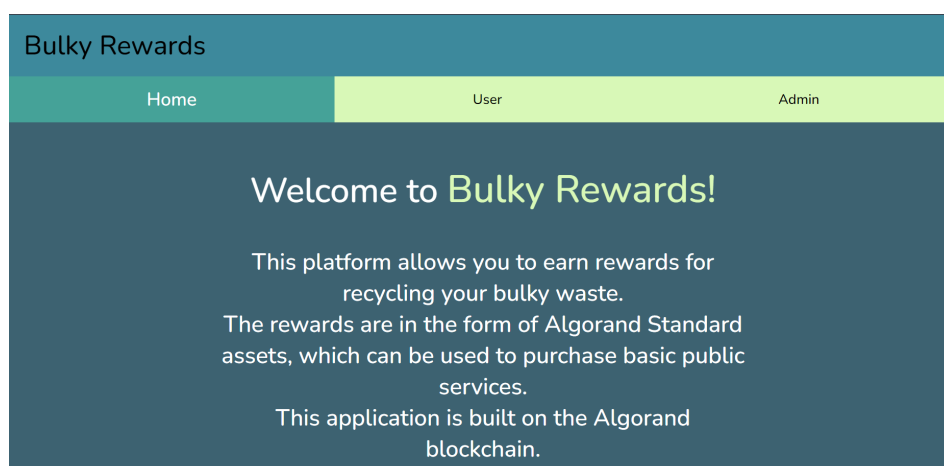 Bulky Rewards
Home User Admin
Welcome to Bulky Rewards!
This platform allows you to earn rewards for
recycling your bulky waste.
The rewards are in the form of Algorand Standard
assets, which can be used to purchase basic public
services.
This application is built on the Algorand
blockchain.